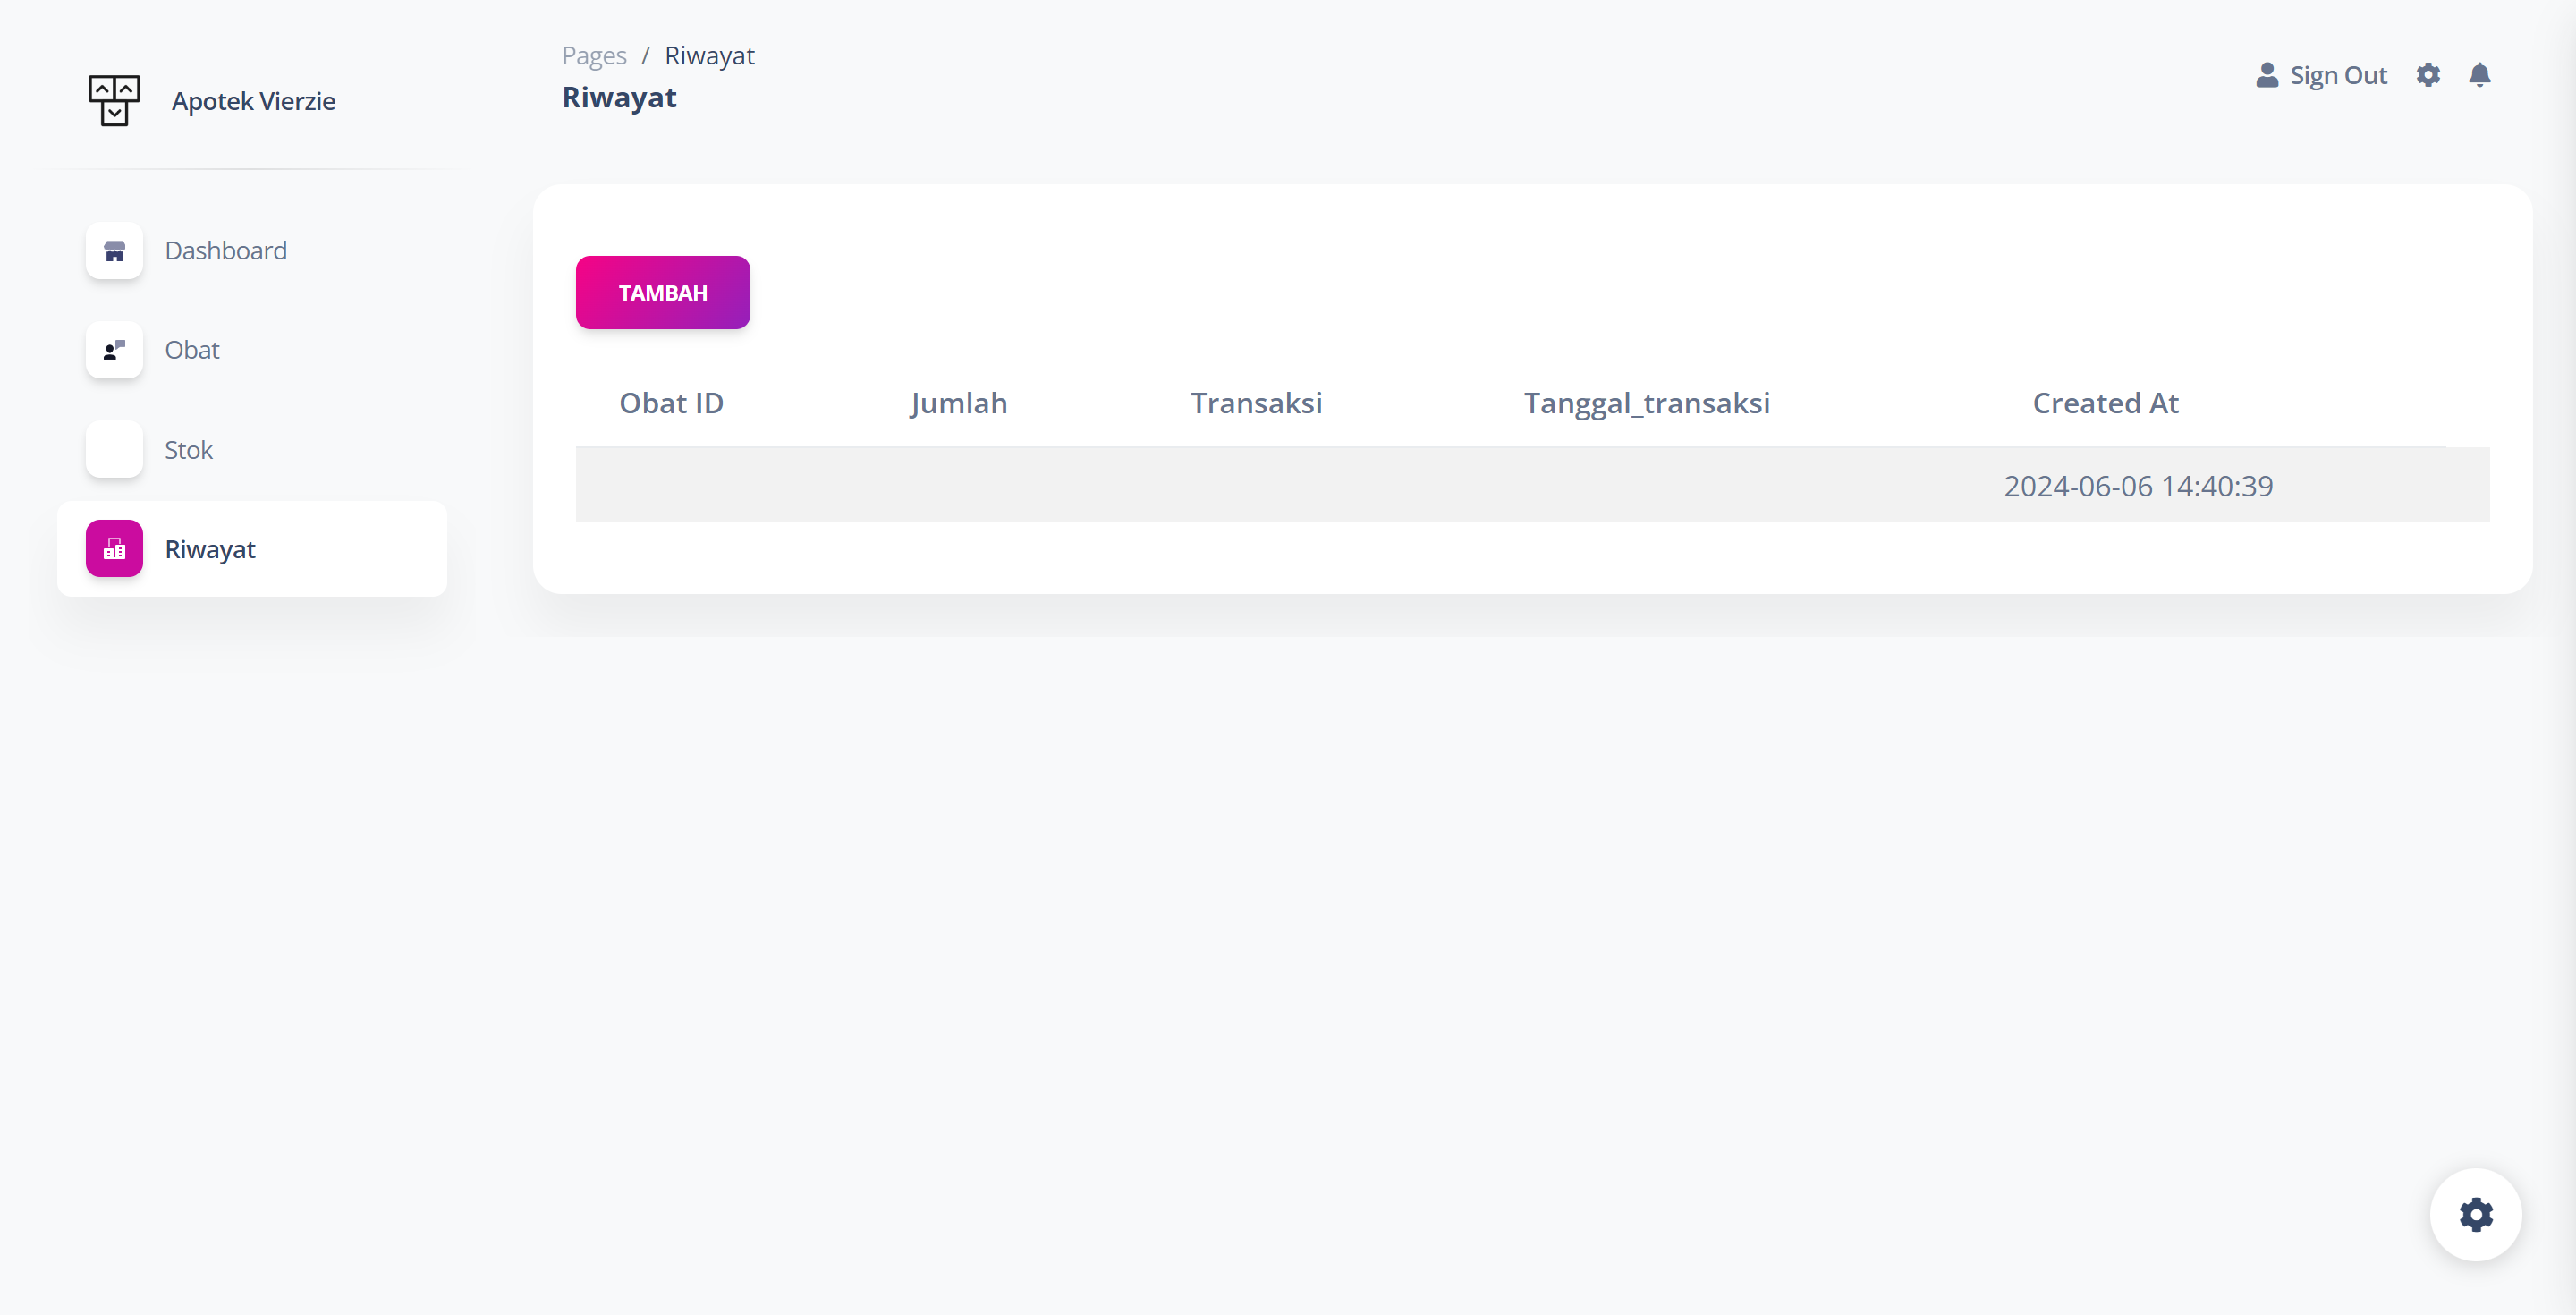 Apotek Vierzie
Dashboard
Obat
Stok
Riwayat
Pages / Riwayat
Riwayat
Sign Out
TAMBAH
Obat ID Jumlah Transaksi Tanggal_transaksi Created At
2024-06-06 14:40:39